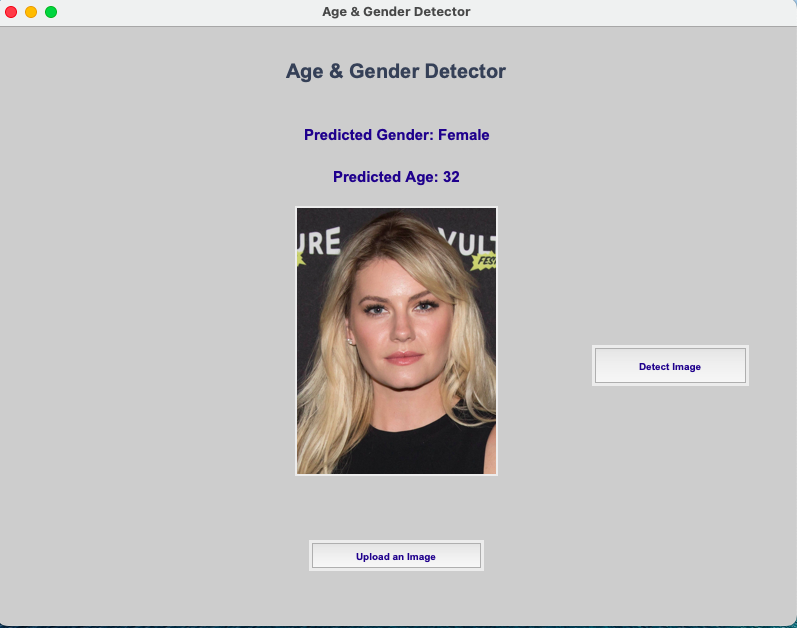 Age & Gender Detector
Age & Gender Detector
Predicted Gender: Female
Predicted Age: 32
URE VULT
FES
Detect Image
Upload an Image